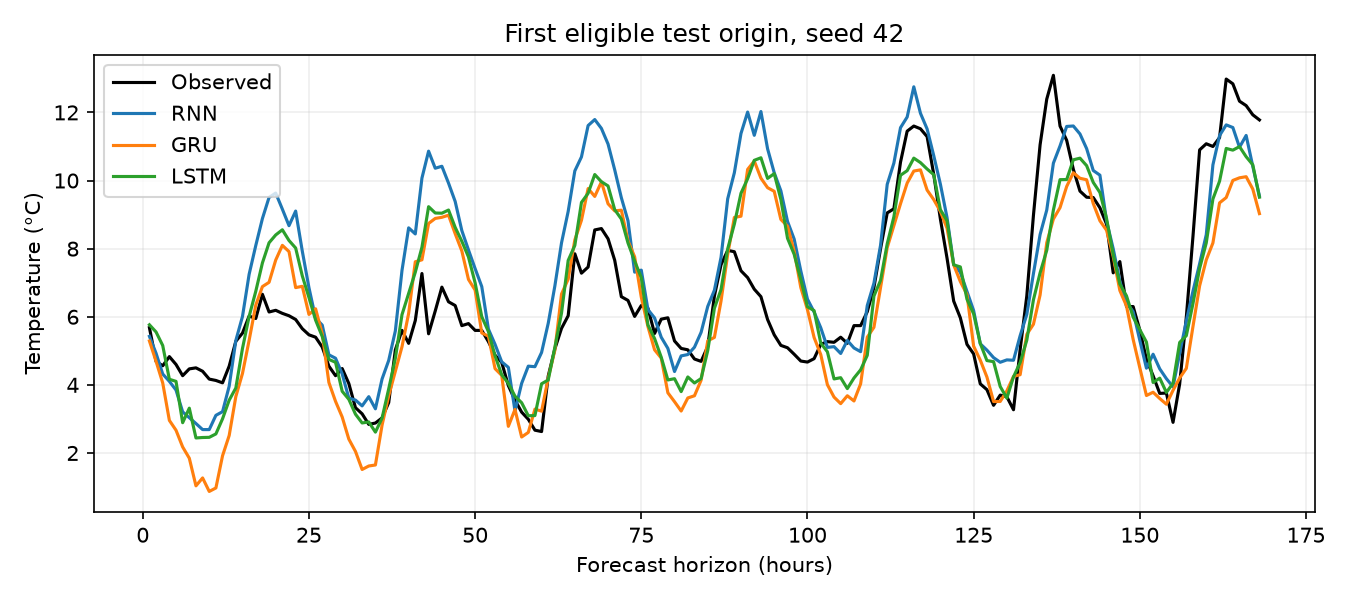 First eligible test origin, seed 42
Observed
RNN
GRU
LSTM
Temperature (°C)
12
10
8
6
4
2
0 25 50 75 100 125 150 175
Forecast horizon (hours)